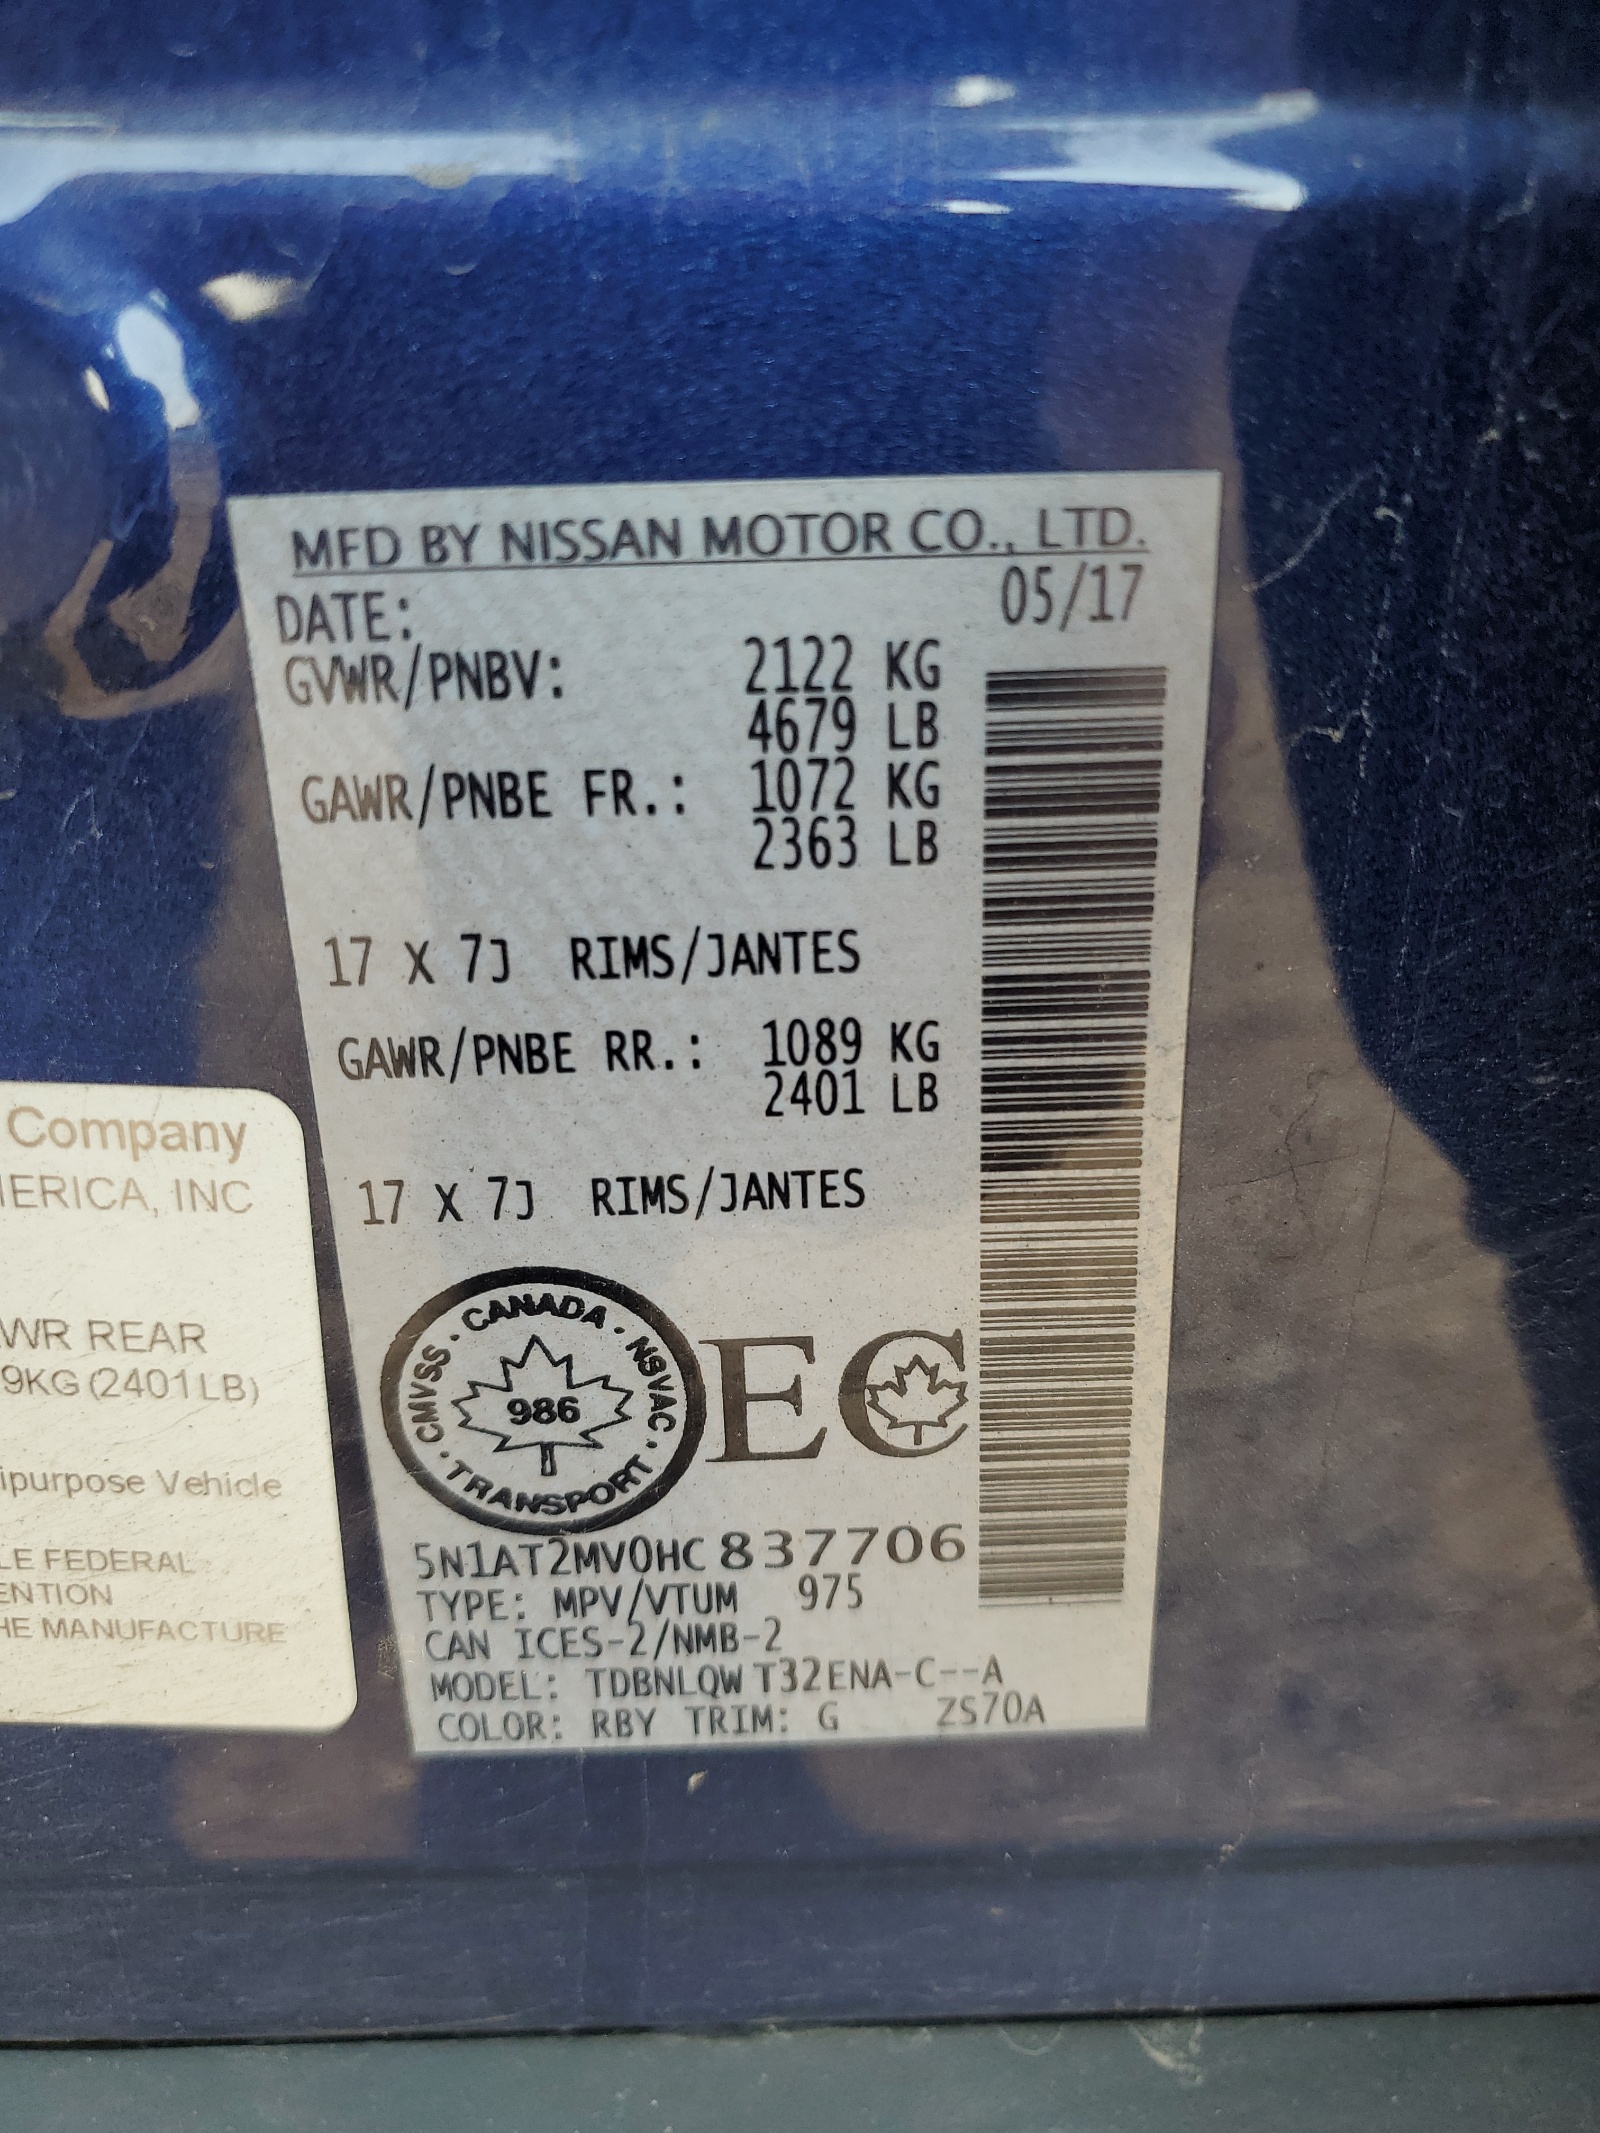 MFD BY NISSAN MOTOR CO., LTD.
DATE: 05/17
GVWR/PNBV: 2122 KG
4679 LB
GAWR/PNBE FR.: 1072 KG
2363 LB
17 X 7J RIMS/JANTES
GAWR/PNBE RR.: 1089 KG
2401 LB
17 X 7J RIMS/JANTES
CANADA · NSVAC · TRANSPORT · CMVSS ·
986
EC
5N1AT2MV0HC837706
TYPE: MPV/VTUM 975
CAN ICES-2/NMB-2
MODEL: TDBNLQW T32ENA-C--A
COLOR: RBY TRIM: G ZS70A
Company
MERICA, INC
WR REAR
9KG (2401LB)
ipurpose Vehicle
LE FEDERAL
ENTION
HE MANUFACTURE